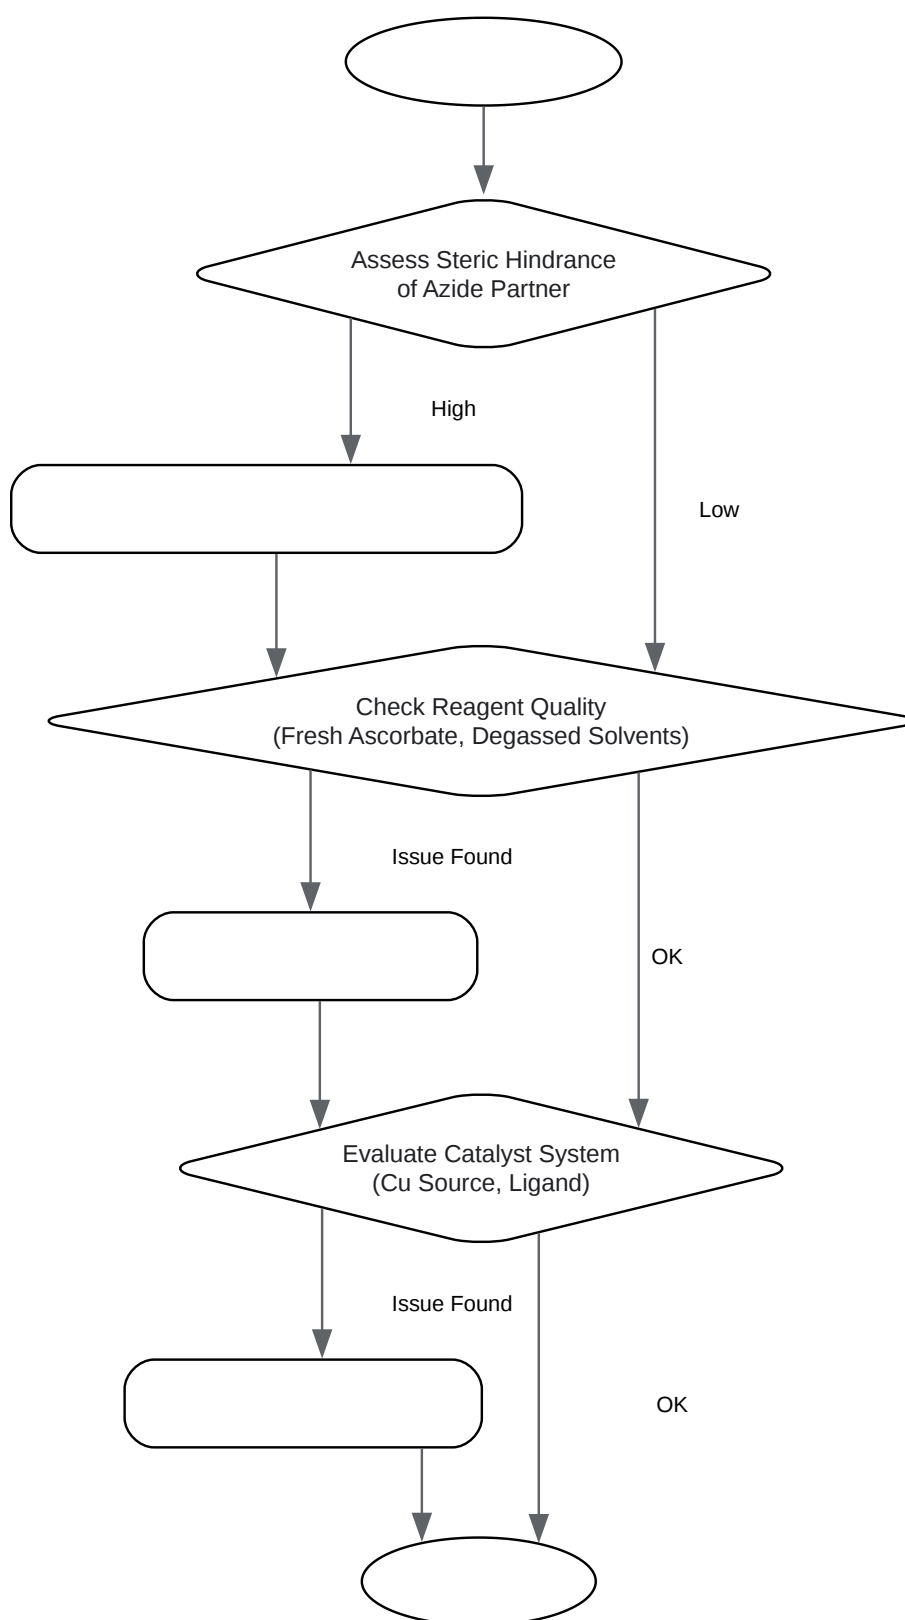 Assess Steric Hindrance
of Azide Partner
High
Low
Check Reagent Quality
(Fresh Ascorbate, Degassed Solvents)
Issue Found
OK
Evaluate Catalyst System
(Cu Source, Ligand)
Issue Found
OK